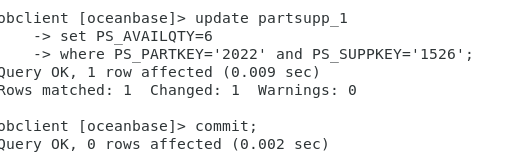 obclient [oceanbase]> update partsupp_1
-> set PS_AVAILQTY=6
-> where PS_PARTKEY='2022' and PS_SUPPKEY='1526';
Query OK, 1 row affected (0.009 sec)
Rows matched: 1  Changed: 1  Warnings: 0
obclient [oceanbase]> commit;
Query OK, 0 rows affected (0.002 sec)